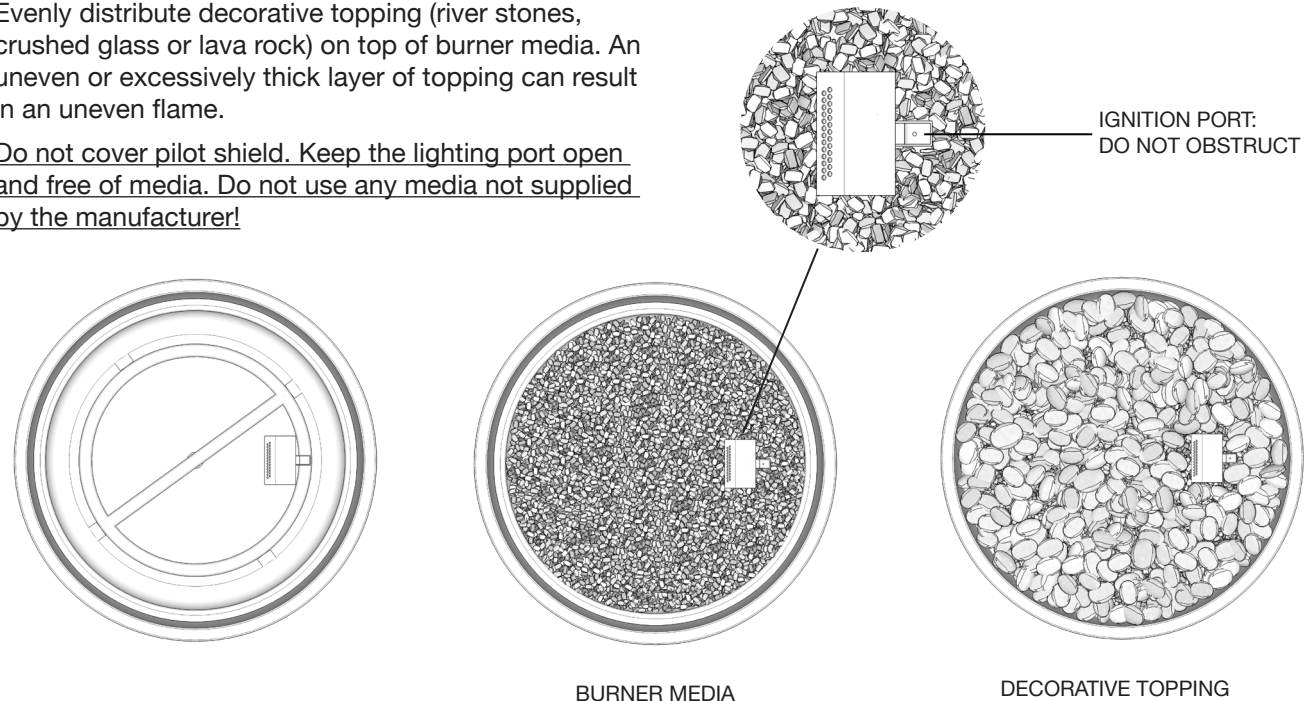 Evenly distribute decorative topping (river stones,
crushed glass or lava rock) on top of burner media. An
uneven or excessively thick layer of topping can result
in an uneven flame.
Do not cover pilot shield. Keep the lighting port open
and free of media. Do not use any media not supplied
by the manufacturer!
IGNITION PORT:
DO NOT OBSTRUCT
BURNER MEDIA
DECORATIVE TOPPING